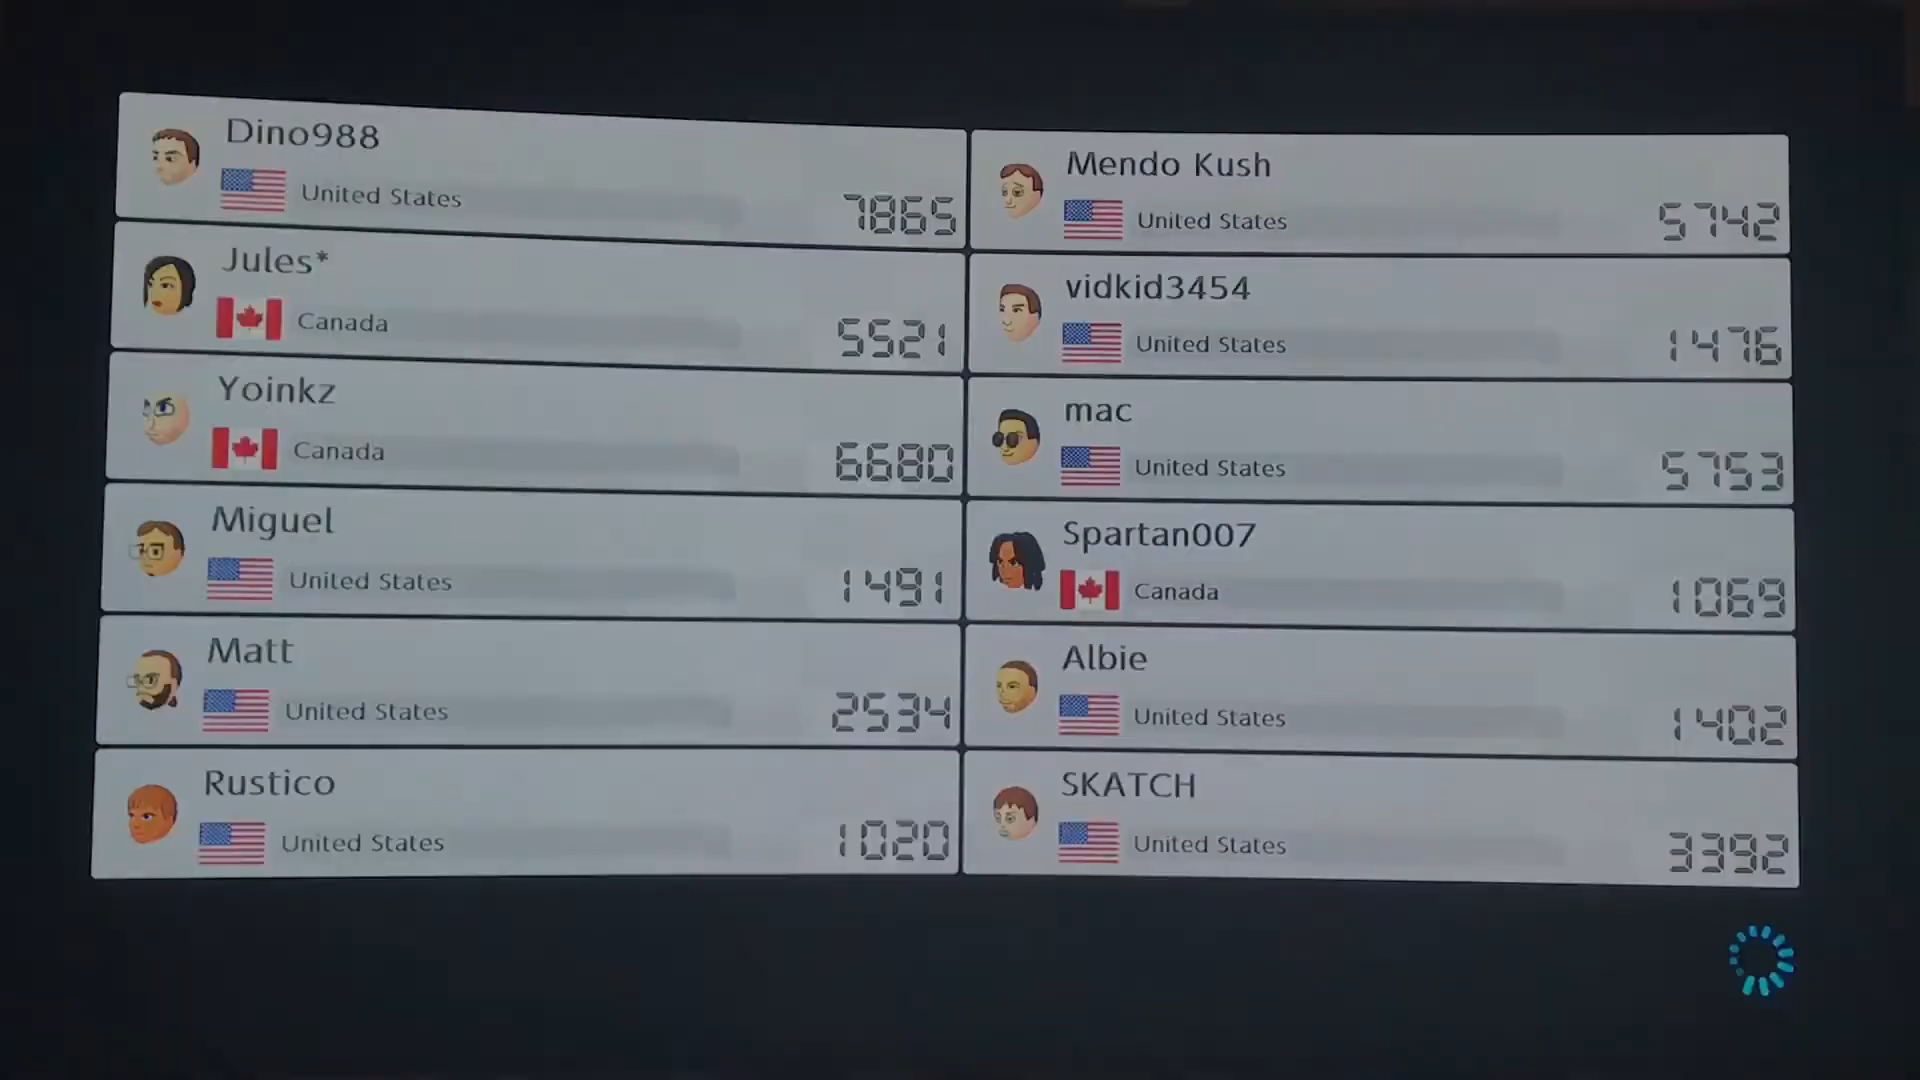 Dino988
United States
7865
Jules*
Canada
5521
Yoinkz
Canada
6680
Miguel
United States
1491
Matt
United States
2534
Rustico
United States
1020
Mendo Kush
United States
5742
vidkid3454
United States
1476
mac
United States
5753
Spartan007
Canada
1069
Albie
United States
1402
SKATCH
United States
3392